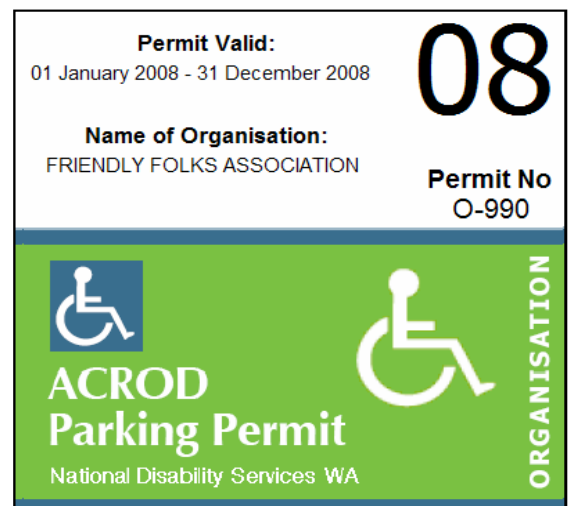 Permit Valid:
01 January 2008 - 31 December 2008
08
Name of Organisation:
FRIENDLY FOLKS ASSOCIATION
Permit No
O-990
ACROD
Parking Permit
National Disability Services WA
ORGANISATION